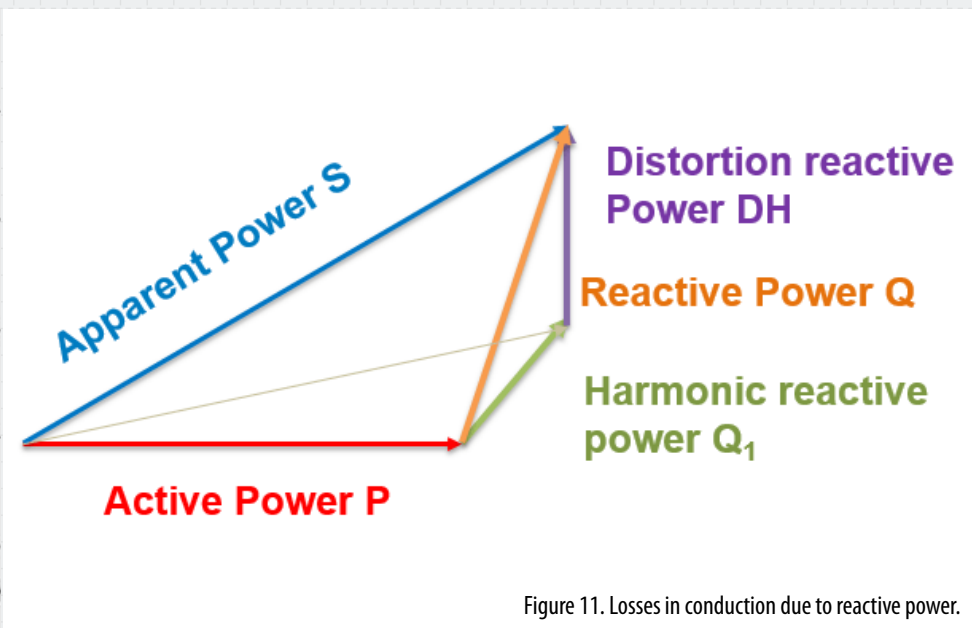 Apparent Power S
Distortion reactive
Power DH
Reactive Power Q
Harmonic reactive
power Q₁
Active Power P
Figure 11. Losses in conduction due to reactive power.